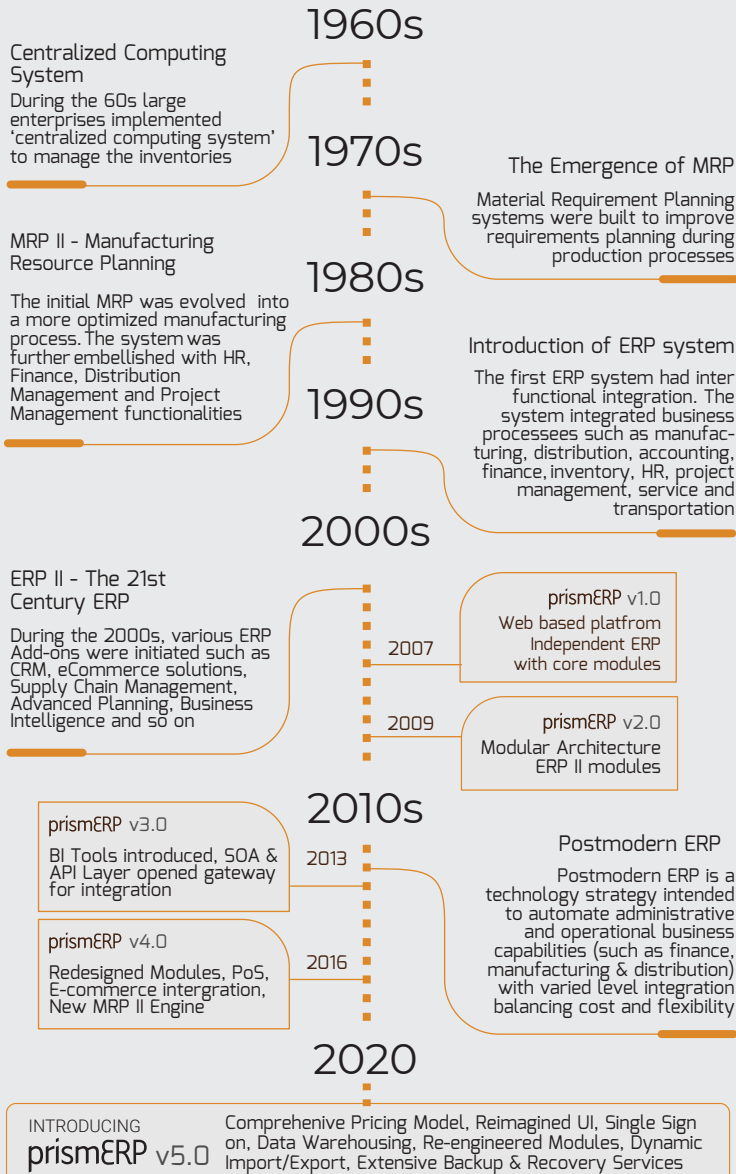 1960s
Centralized Computing
System
During the 60s large
enterprises implemented
‘centralized computing system’
to manage the inventories
1970s
The Emergence of MRP
Material Requirement Planning
systems were built to improve
requirements planning during
production processes
MRP II - Manufacturing
Resource Planning
The initial MRP was evolved into
a more optimized manufacturing
process. The system was
further embellished with HR,
Finance, Distribution
Management and Project
Management functionalities
1980s
Introduction of ERP system
The first ERP system had inter
functional integration. The
system integrated business
processees such as manufac-
turing, distribution, accounting,
finance, inventory, HR, project
management, service and
transportation
1990s
2000s
ERP II - The 21st
Century ERP
During the 2000s, various ERP
Add-ons were initiated such as
CRM, eCommerce solutions,
Supply Chain Management,
Advanced Planning, Business
Intelligence and so on
2007
prismERP v1.0
Web based platfrom
Independent ERP
with core modules
2009
prismERP v2.0
Modular Architecture
ERP II modules
2010s
prismERP v3.0
BI Tools introduced, SOA &
API Layer opened gateway
for integration
2013
Postmodern ERP
Postmodern ERP is a
technology strategy intended
to automate administrative
and operational business
capabilities (such as finance,
manufacturing & distribution)
with varied level integration
balancing cost and flexibility
prismERP v4.0
Redesigned Modules, PoS,
E-commerce intergration,
New MRP II Engine
2016
2020
INTRODUCING
prismERP v5.0
Comprehenive Pricing Model, Reimagined UI, Single Sign
on, Data Warehousing, Re-engineered Modules, Dynamic
Import/Export, Extensive Backup & Recovery Services